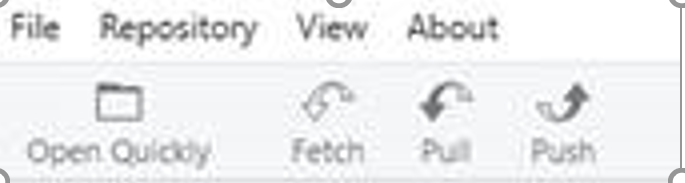 File Repository View About
Open Quickly Fetch Pull Push